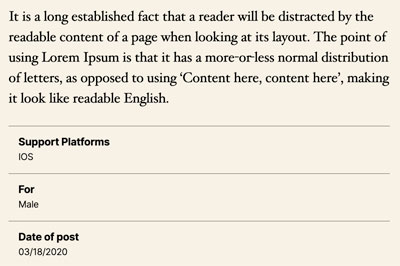 It is a long established fact that a reader will be distracted by the
readable content of a page when looking at its layout. The point of
using Lorem Ipsum is that it has a more-or-less normal distribution
of letters, as opposed to using ‘Content here, content here’, making
it look like readable English.
Support Platforms
IOS
For
Male
Date of post
03/18/2020